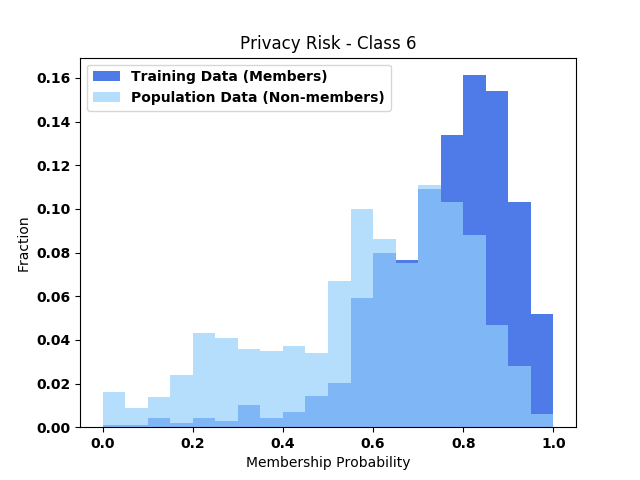 Privacy Risk - Class 6
Training Data (Members)
Population Data (Non-members)
0.16
0.14
0.12
0.10
0.08
0.06
0.04
0.02
0.00
Fraction
0.0 0.2 0.4 0.6 0.8 1.0
Membership Probability